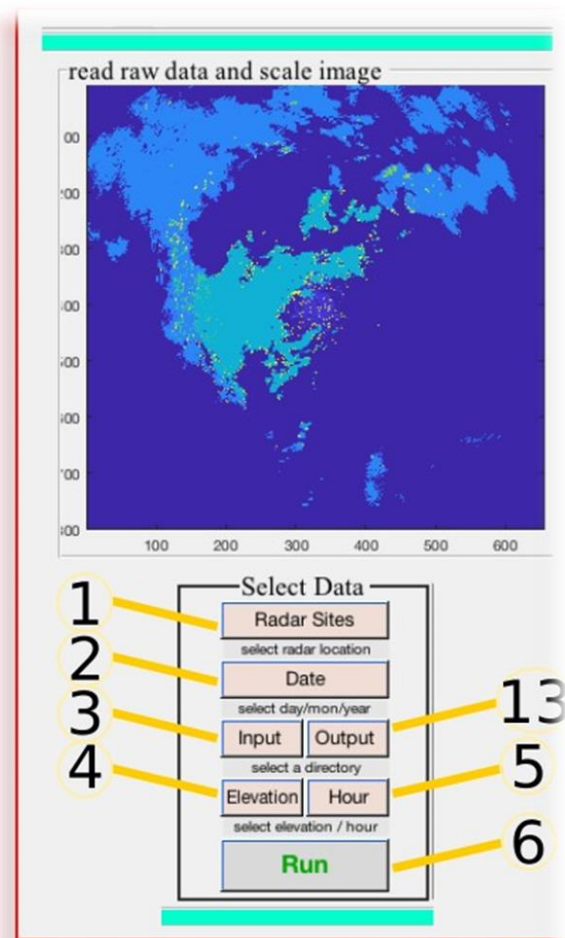 read raw data and scale image
00
200
300
400
500
600
700
800
100 200 300 400 500 600
Select Data
1
Radar Sites
select radar location
2
Date
select day/mon/year
3
Input Output
13
select a directory
4
Elevation Hour
5
select elevation / hour
Run
6